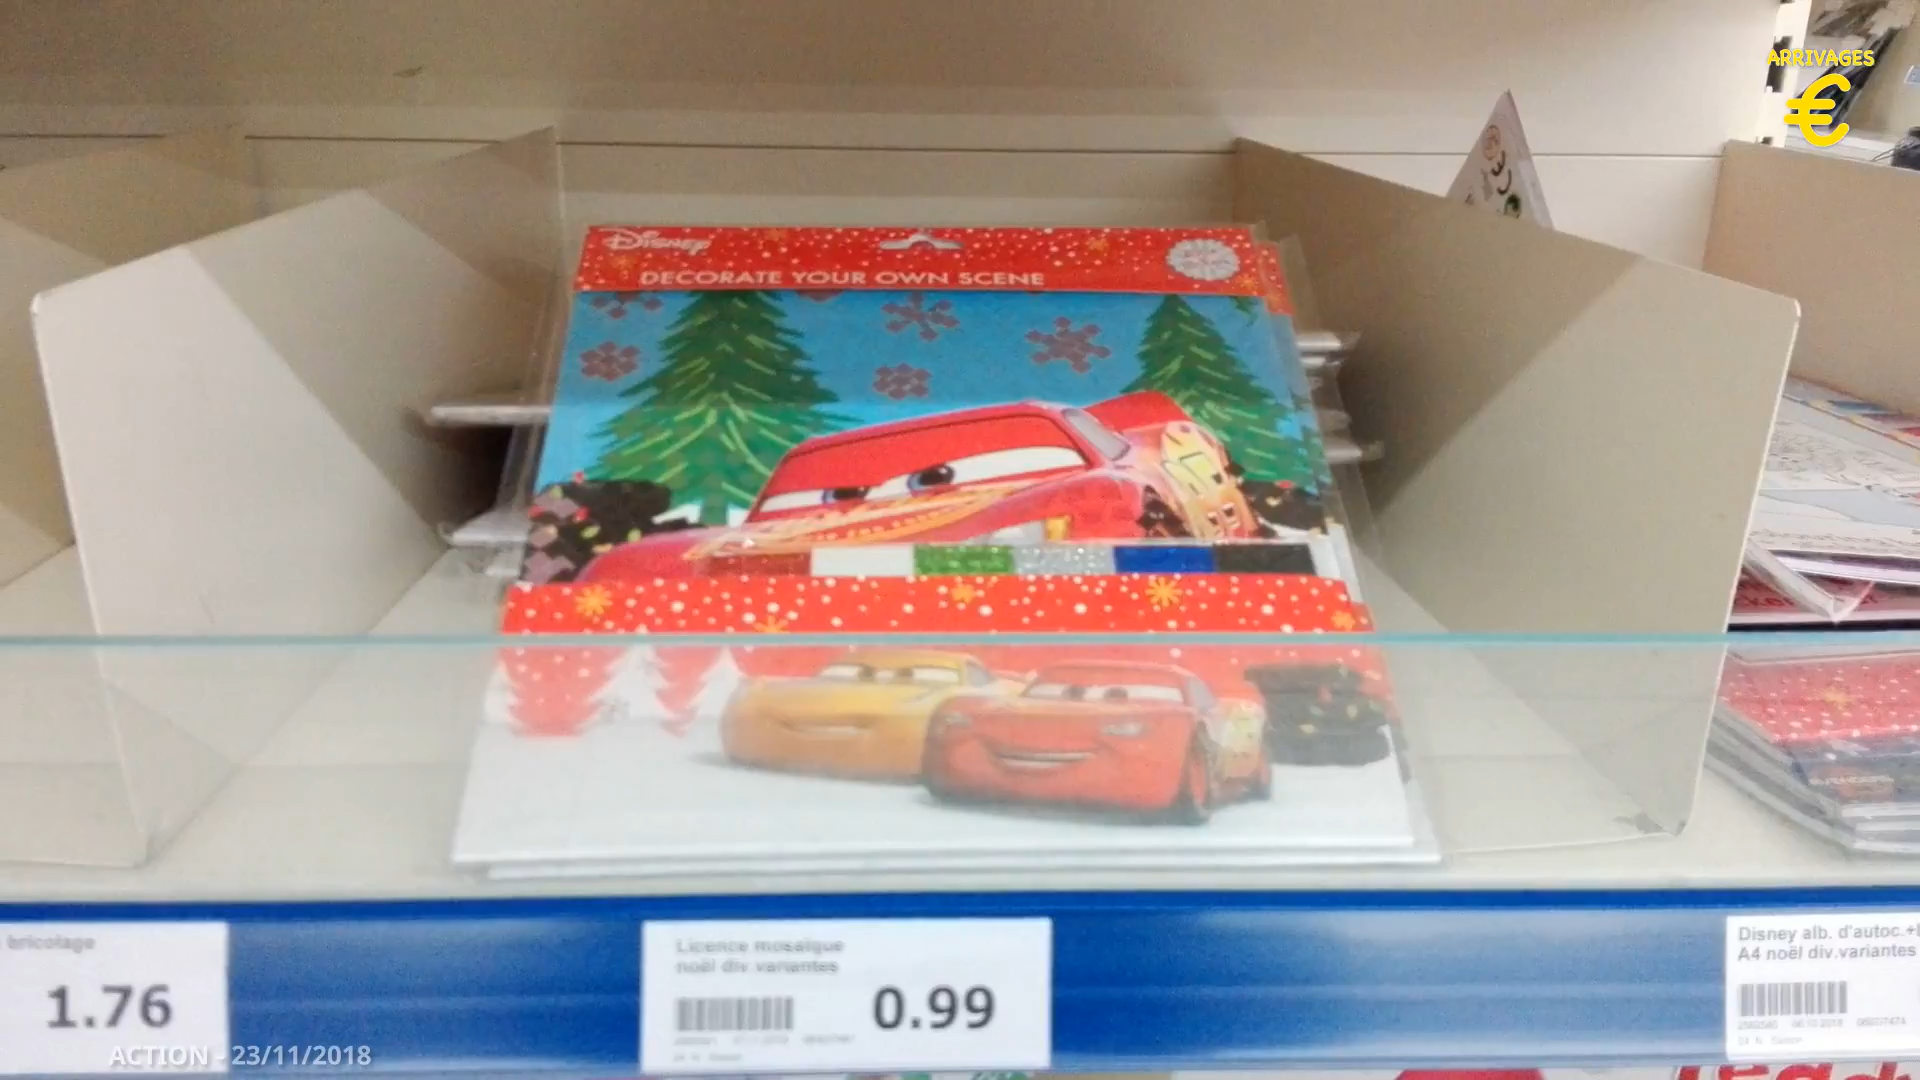 ARRIVAGES
€
Disney
DECORATE YOUR OWN SCENE
bricolage
1.76
Licence mosaïque
noël div.variantes
0.99
Disney alb. d'autoc.+
A4 noël div.variantes
ACTION - 23/11/2018